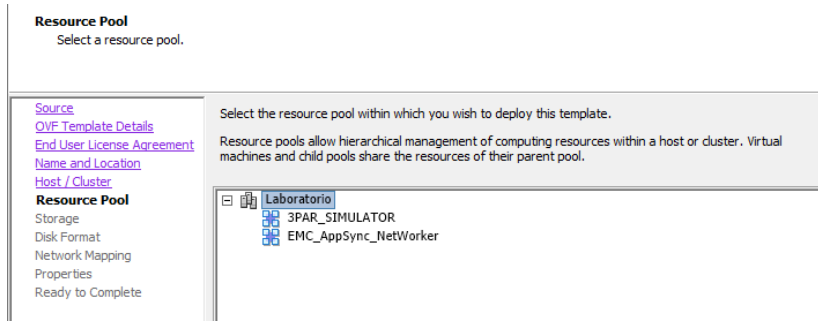 Resource Pool
Select a resource pool.
Source
OVF Template Details
End User License Agreement
Name and Location
Host / Cluster
Resource Pool
Storage
Disk Format
Network Mapping
Properties
Ready to Complete
Select the resource pool within which you wish to deploy this template.
Resource pools allow hierarchical management of computing resources within a host or cluster. Virtual
machines and child pools share the resources of their parent pool.
Laboratorio
3PAR_SIMULATOR
EMC_AppSync_NetWorker